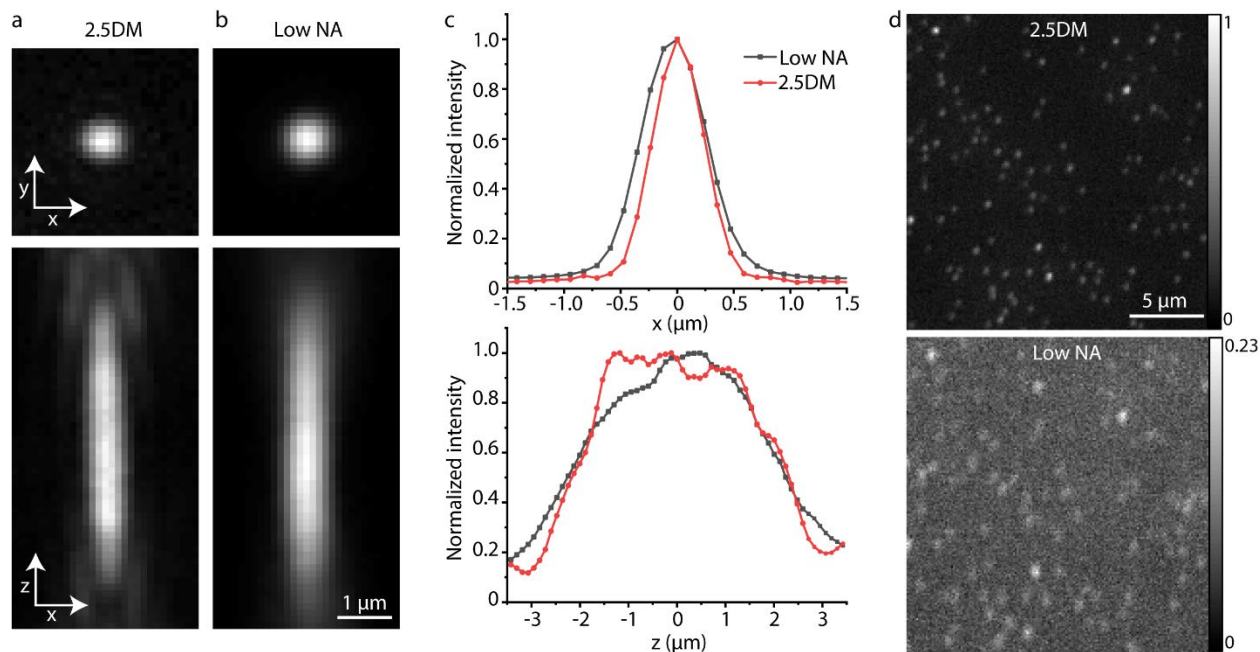 a
2.5DM
y
x
z
x
b
Low NA
1 µm
c
Normalized intensity
1.0
0.8
0.6
0.4
0.2
0
Low NA
2.5DM
-1.5
-1.0
-0.5
0
0.5
1.0
1.5
x (µm)
Normalized intensity
1.0
0.8
0.6
0.4
0.2
0
-3
-2
-1
0
1
2
3
z (µm)
d
2.5DM
1
5 µm
0
Low NA
0.23
0